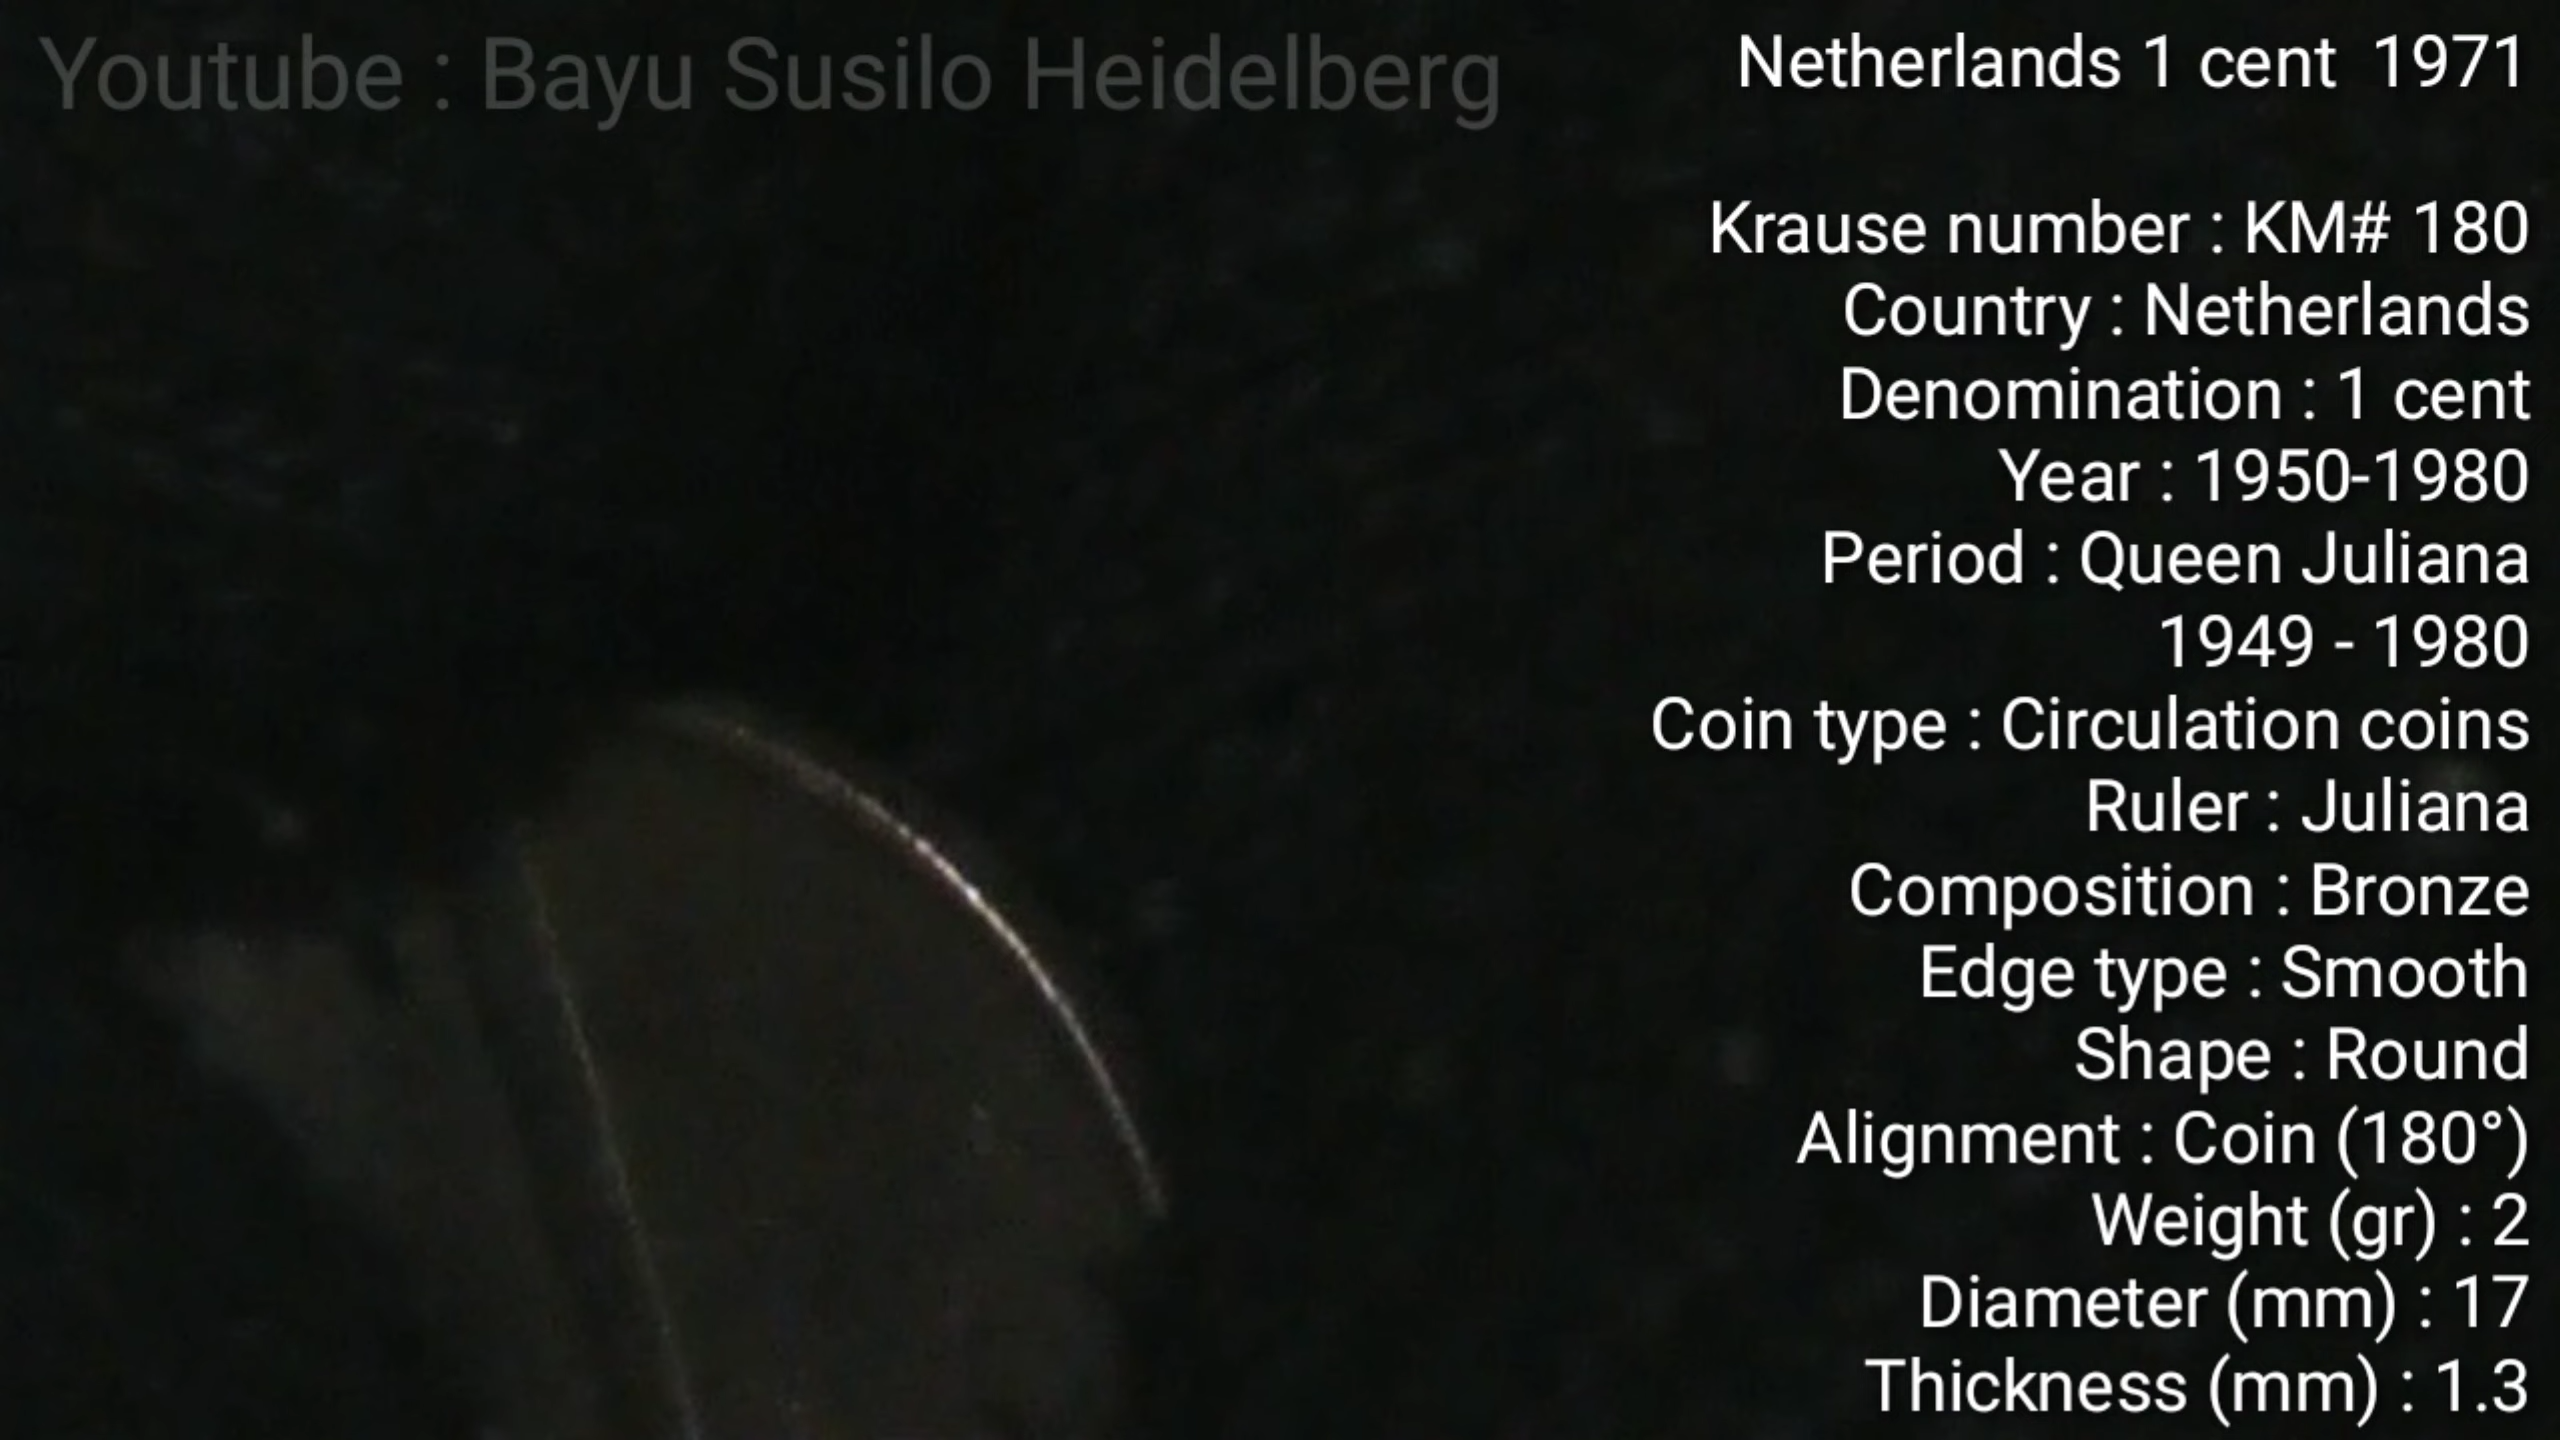 Youtube : Bayu Susilo Heidelberg
Netherlands 1 cent 1971
Krause number : KM# 180
Country : Netherlands
Denomination : 1 cent
Year : 1950-1980
Period : Queen Juliana
1949 - 1980
Coin type : Circulation coins
Ruler : Juliana
Composition : Bronze
Edge type : Smooth
Shape : Round
Alignment : Coin (180°)
Weight (gr) : 2
Diameter (mm) : 17
Thickness (mm) : 1.3